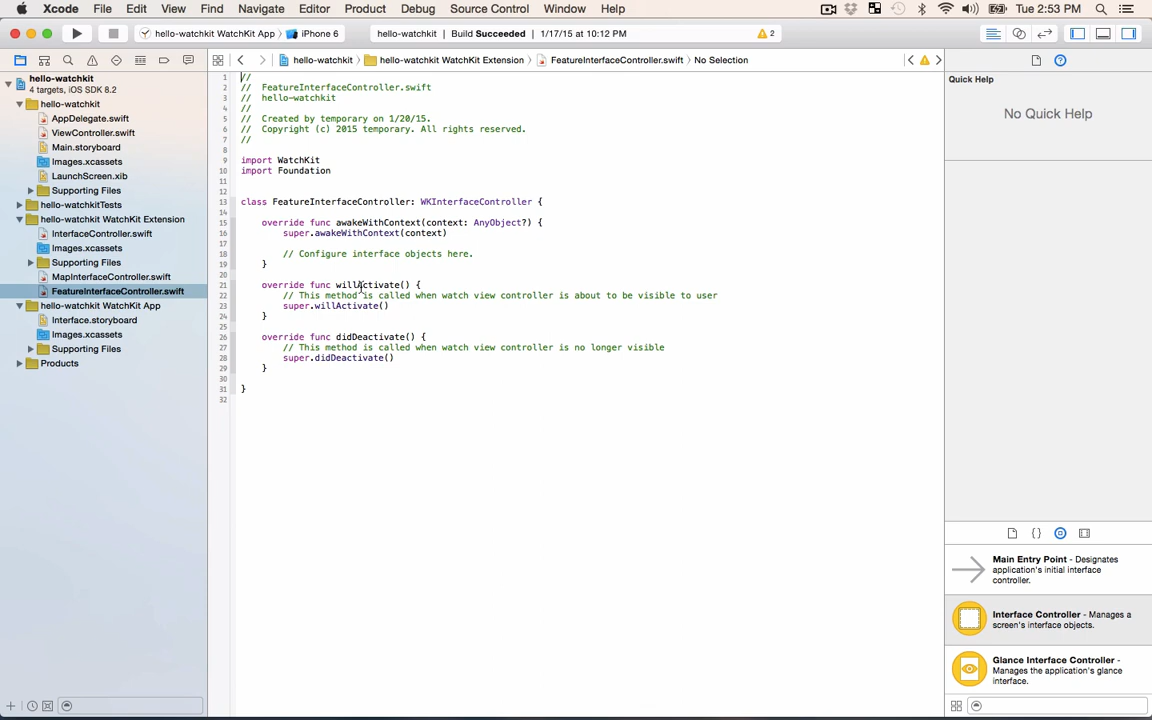 Xcode File Edit View Find Navigate Editor Product Debug Source Control Window Help Tue 2:53 PM
hello-watchkit WatchKit App iPhone 6 hello-watchkit Build Succeeded 1/17/15 at 10:12 PM 2
hello-watchkit hello-watchkit WatchKit Extension FeatureInterfaceController.swift No Selection
hello-watchkit
4 targets, iOS SDK 8.2
hello-watchkit
AppDelegate.swift
ViewController.swift
Main.storyboard
Images.xcassets
LaunchScreen.xib
Supporting Files
hello-watchkitTests
hello-watchkit WatchKit Extension
InterfaceController.swift
Images.xcassets
Supporting Files
MapInterfaceController.swift
FeatureInterfaceController.swift
hello-watchkit WatchKit App
Interface.storyboard
Images.xcassets
Supporting Files
Products
1 //
2 //  FeatureInterfaceController.swift
3 //  hello-watchkit
4 //
5 //  Created by temporary on 1/20/15.
6 //  Copyright (c) 2015 temporary. All rights reserved.
7 //
8
9 import WatchKit
10 import Foundation
11
12
13 class FeatureInterfaceController: WKInterfaceController {
14
15     override func awakeWithContext(context: AnyObject?) {
16         super.awakeWithContext(context)
17
18         // Configure interface objects here.
19     }
20
21     override func willActivate() {
22         // This method is called when watch view controller is about to be visible to user
23         super.willActivate()
24     }
25
26     override func didDeactivate() {
27         // This method is called when watch view controller is no longer visible
28         super.didDeactivate()
29     }
30
31 }
32
Quick Help
No Quick Help
{ }
Main Entry Point - Designates
application's initial interface
controller.
Interface Controller - Manages a
screen's interface objects.
Glance Interface Controller -
Manages the application's glance
interface.